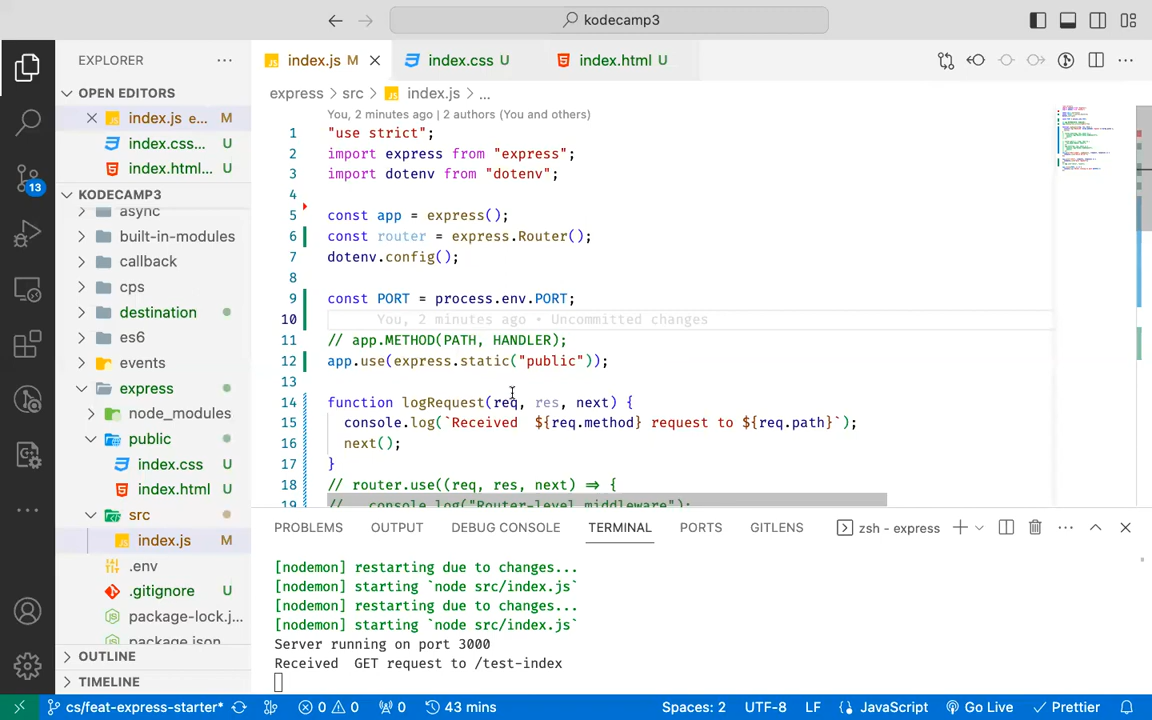 kodecamp3
EXPLORER
OPEN EDITORS
index.js e... M
index.css... U
index.html... U
KODECAMP3
async
built-in-modules
callback
cps
destination
es6
events
express
node_modules
public
index.css U
index.html U
src
index.js M
.env
.gitignore U
package-lock.j...
package.json
OUTLINE
TIMELINE
13
index.js M
index.css U
index.html U
express > src > index.js > ...
You, 2 minutes ago | 2 authors (You and others)
1 "use strict";
2 import express from "express";
3 import dotenv from "dotenv";
4
5 const app = express();
6 const router = express.Router();
7 dotenv.config();
8
9 const PORT = process.env.PORT;
10 You, 2 minutes ago • Uncommitted changes
11 // app.METHOD(PATH, HANDLER);
12 app.use(express.static("public"));
13
14 function logRequest(req, res, next) {
15 console.log(`Received  ${req.method} request to ${req.path}`);
16 next();
17 }
18 // router.use((req, res, next) => {
19 // console.log("Router-level middleware");
PROBLEMS OUTPUT DEBUG CONSOLE TERMINAL PORTS GITLENS zsh - express
[nodemon] restarting due to changes...
[nodemon] starting `node src/index.js`
[nodemon] restarting due to changes...
[nodemon] starting `node src/index.js`
Server running on port 3000
Received  GET request to /test-index
cs/feat-express-starter* 0 0 0 43 mins Spaces: 2 UTF-8 LF JavaScript Go Live Prettier